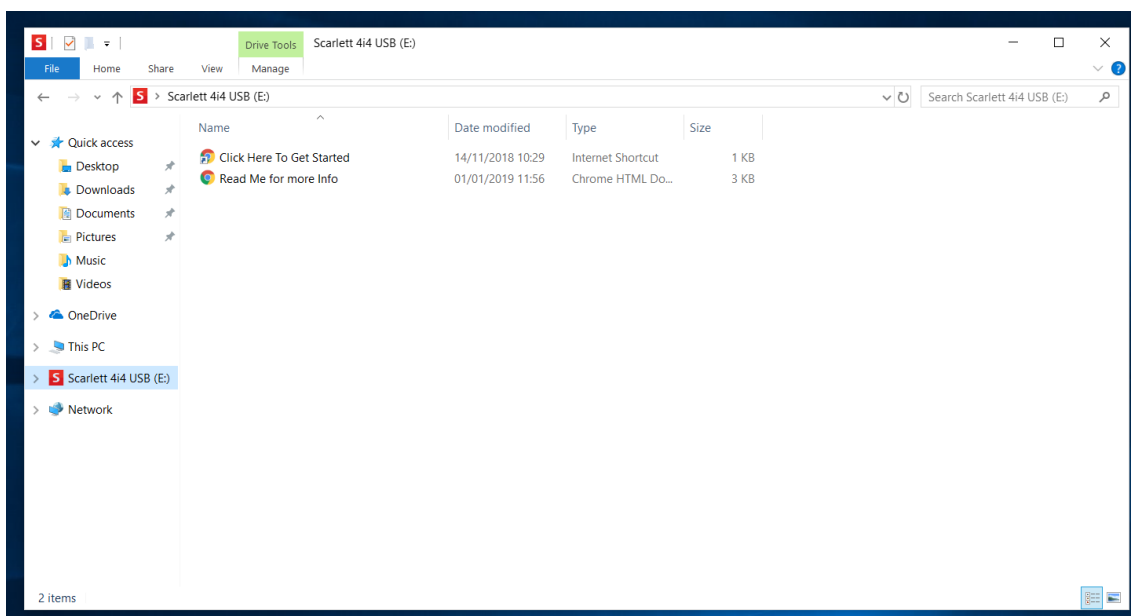 S Drive Tools Scarlett 4i4 USB (E:)
File Home Share View Manage ?
S > Scarlett 4i4 USB (E:) Search Scarlett 4i4 USB (E:)
Name Date modified Type Size
Quick access
Click Here To Get Started 14/11/2018 10:29 Internet Shortcut 1 KB
Desktop
Read Me for more Info 01/01/2019 11:56 Chrome HTML Do... 3 KB
Downloads
Documents
Pictures
Music
Videos
OneDrive
This PC
S Scarlett 4i4 USB (E:)
Network
2 items